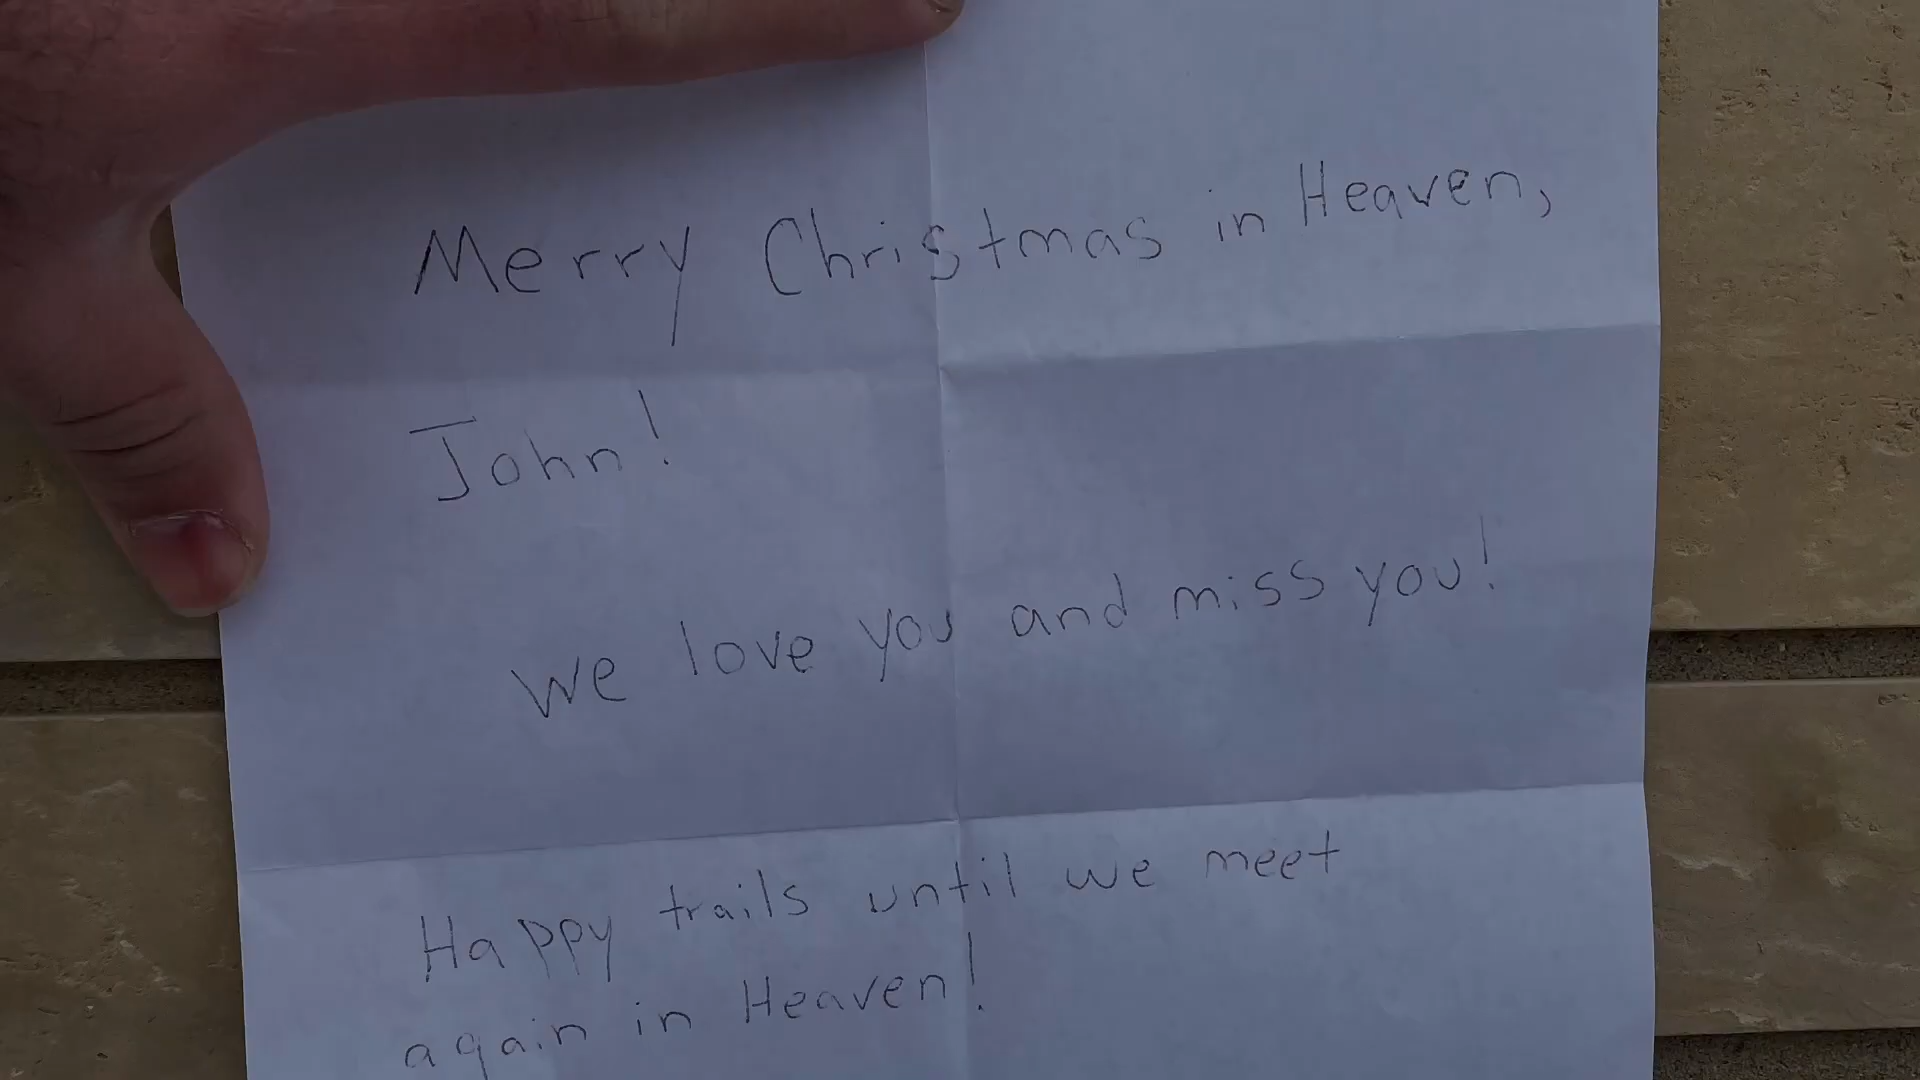 Merry Christmas in Heaven,
John!
We love you and miss you!
Happy trails until we meet
again in Heaven!